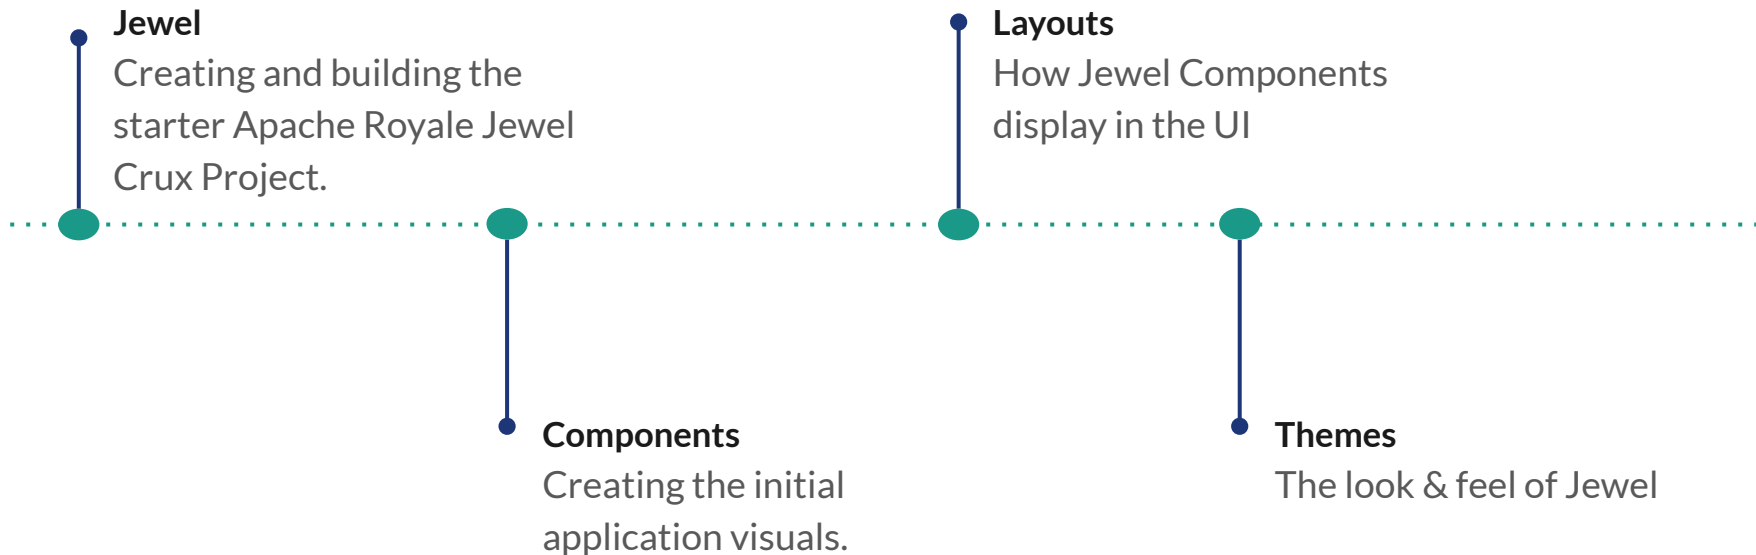 Jewel
Creating and building the
starter Apache Royale Jewel
Crux Project.
Components
Creating the initial
application visuals.
Layouts
How Jewel Components
display in the UI
Themes
The look & feel of Jewel